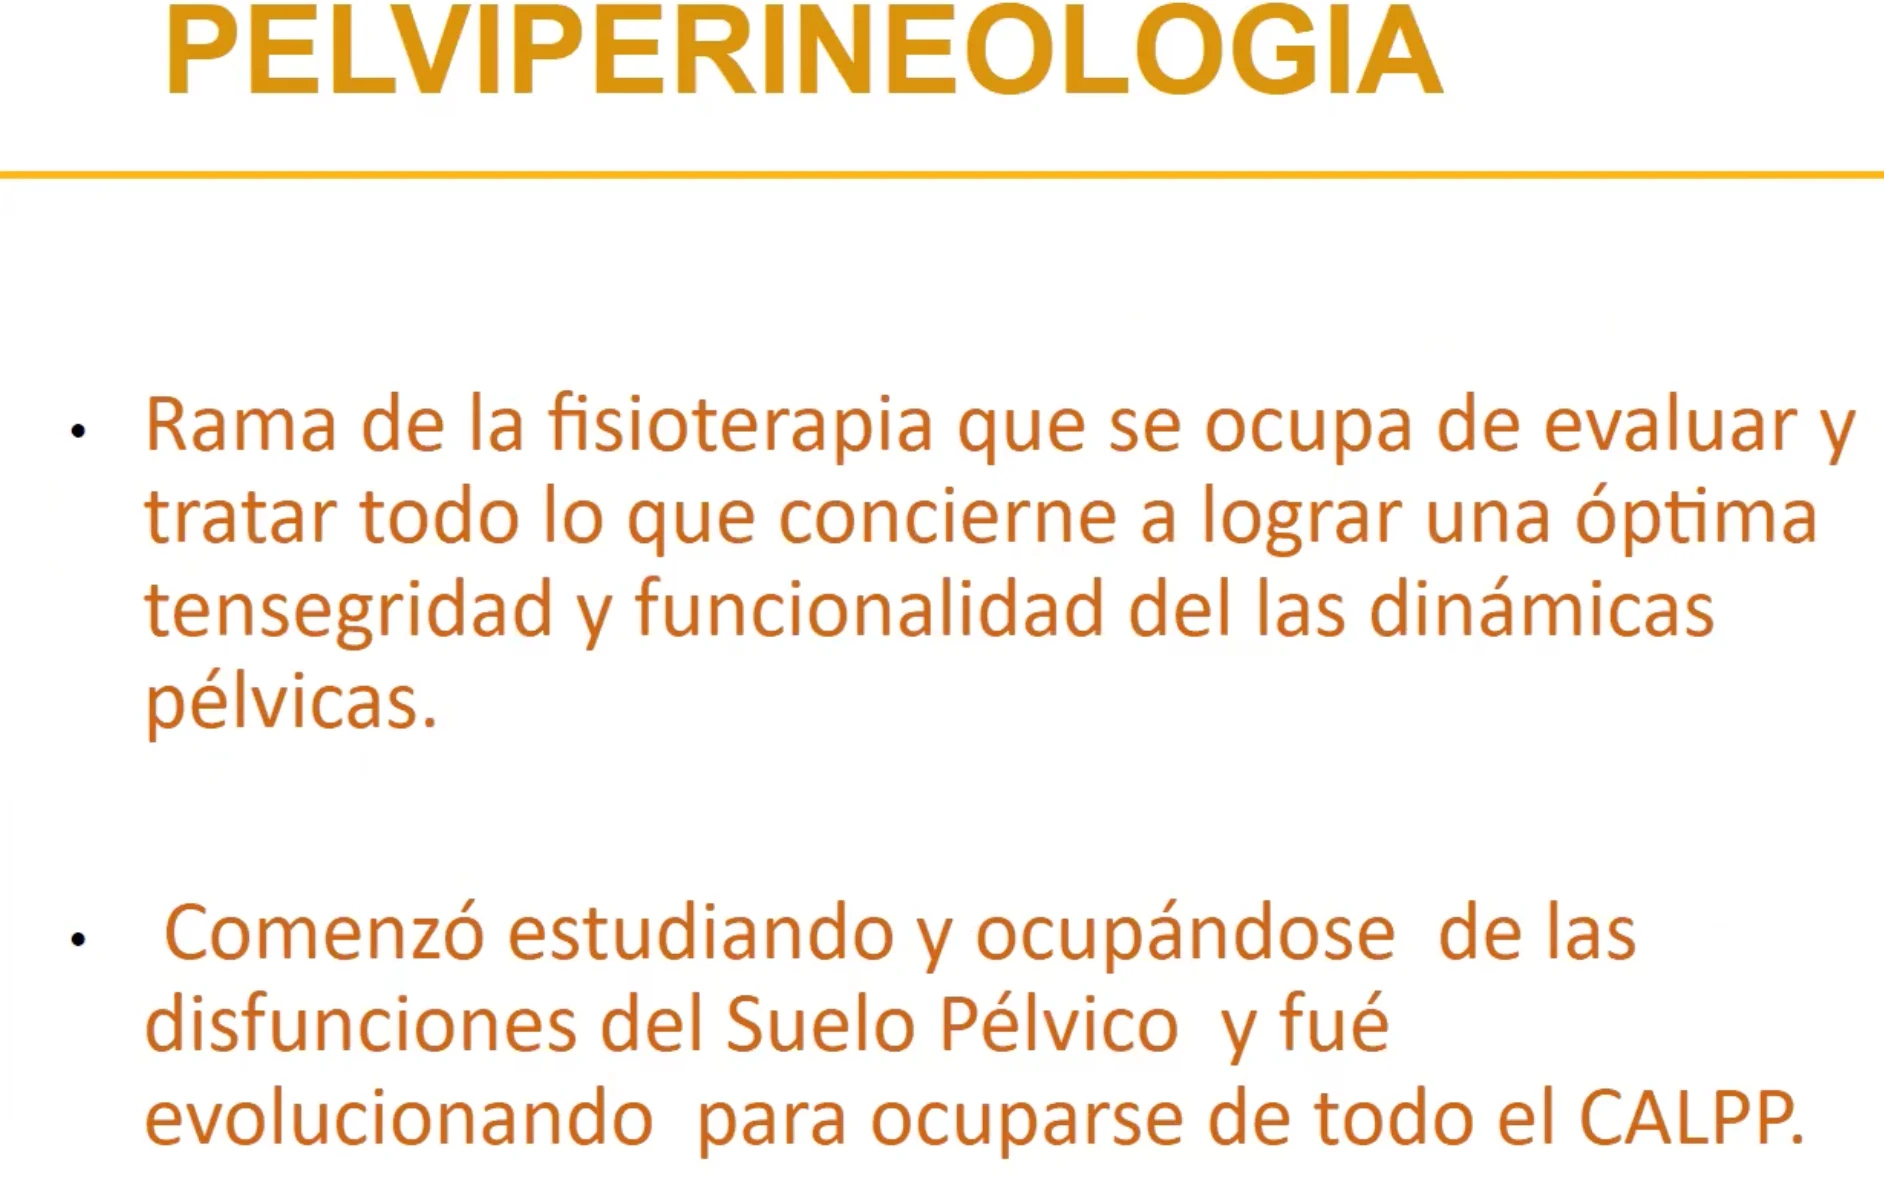 PELVIPERINEOLOGIA
• Rama de la fisioterapia que se ocupa de evaluar y
tratar todo lo que concierne a lograr una óptima
tensegridad y funcionalidad del las dinámicas
pélvicas.
• Comenzó estudiando y ocupándose de las
disfunciones del Suelo Pélvico y fué
evolucionando para ocuparse de todo el CALPP.